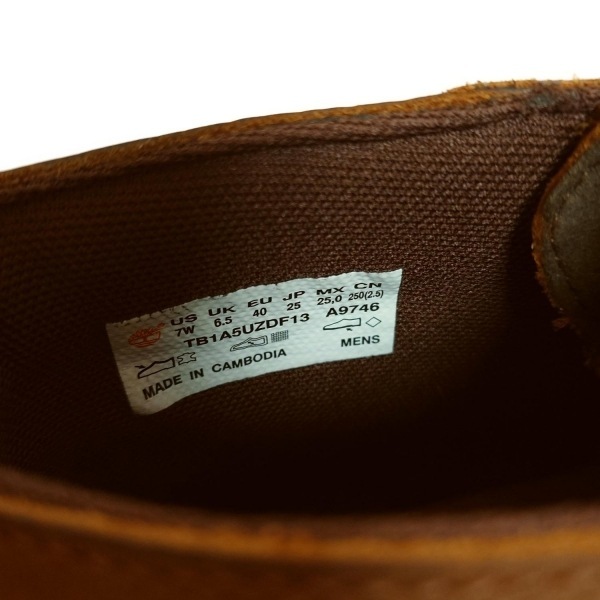 US UK EU JP MX CN
7W 6.5 40 25 25,0 250(2.5)
TB1A5UZDF13 A9746
MENS
MADE IN CAMBODIA